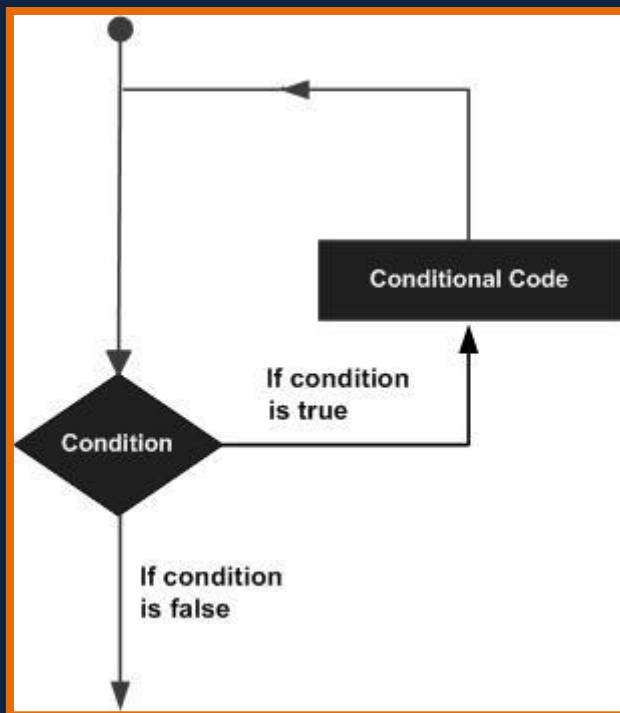 Conditional Code
If condition
is true
Condition
If condition
is false